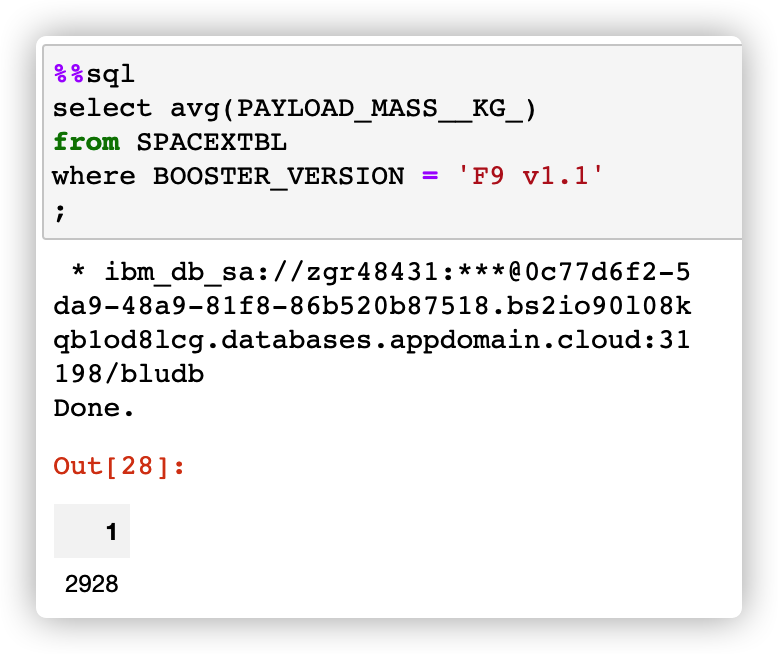 %%sql
select avg(PAYLOAD_MASS__KG_)
from SPACEXTBL
where BOOSTER_VERSION = 'F9 v1.1'
;
* ibm_db_sa://zgr48431:***@0c77d6f2-5
da9-48a9-81f8-86b520b87518.bs2io90l08k
qb1od8lcg.databases.appdomain.cloud:31
198/bludb
Done.
Out[28]:
1
2928